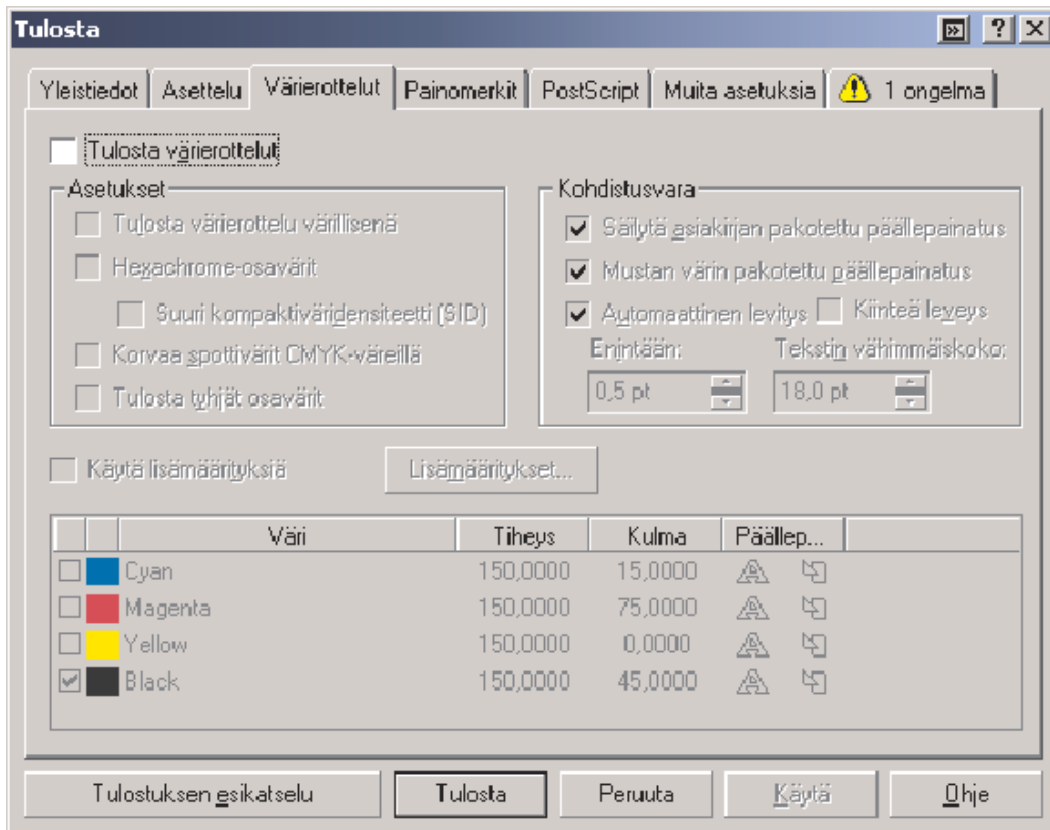 Tulosta
Yleistiedot Asettelu Värierottelut Painomerkit PostScript Muita asetuksia 1 ongelma
Tulosta värierottelut
Asetukset
Tulosta värierottelu värillisenä
Hexachrome-osavärit
Suuri kompaktiväridensiteetti (SID)
Korvaa spottivärit CMYK-väreillä
Tulosta tyhjät osavärit
Kohdistusvara
Säilytä asiakirjan pakotettu päällepainatus
Mustan värin pakotettu päällepainatus
Automaattinen levitys Kiinteä leveys
Enintään: Tekstin vähimmäiskoko:
0,5 pt 18,0 pt
Käytä lisämäärityksiä Lisämääritykset...
Väri Tiheys Kulma Päällep...
Cyan 150,0000 15,0000
Magenta 150,0000 75,0000
Yellow 150,0000 0,0000
Black 150,0000 45,0000
Tulostuksen esikatselu Tulosta Peruuta Käytä Ohje